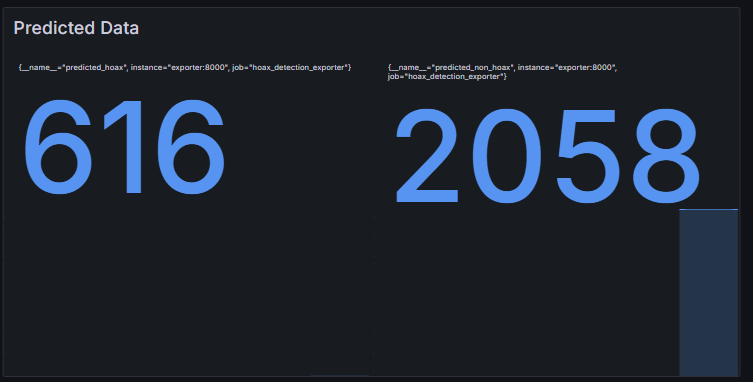 Predicted Data
{__name__="predicted_hoax", instance="exporter:8000", job="hoax_detection_exporter"}
616
{__name__="predicted_non_hoax", instance="exporter:8000",
job="hoax_detection_exporter"}
2058